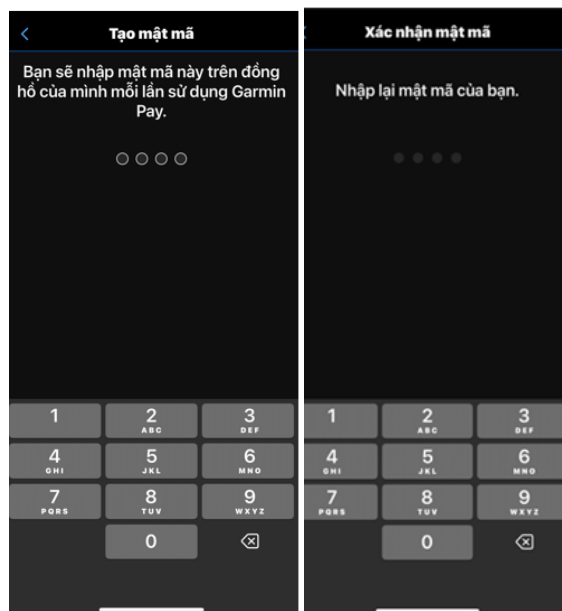 Tạo mật mã
Bạn sẽ nhập mật mã này trên đồng
hồ của mình mỗi lần sử dụng Garmin
Pay.
1
2
ABC
3
DEF
4
GHI
5
JKL
6
MNO
7
PQRS
8
TUV
9
WXYZ
0
Xác nhận mật mã
Nhập lại mật mã của bạn.
1
2
ABC
3
DEF
4
GHI
5
JKL
6
MNO
7
PQRS
8
TUV
9
WXYZ
0